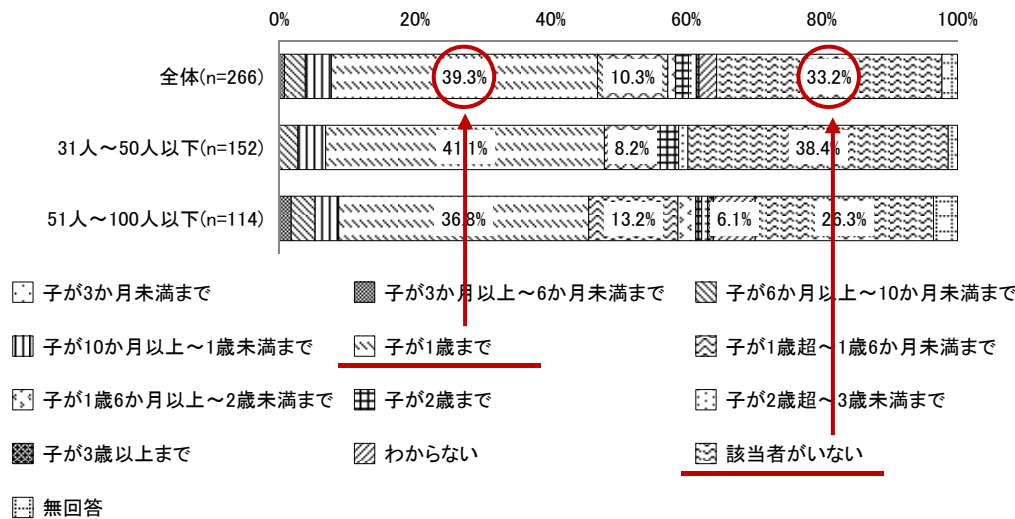 0% 20% 40% 60% 80% 100%
全体(n=266) 39.3% 10.3% 33.2%
31人～50人以下(n=152) 41.1% 8.2% 38.4%
51人～100人以下(n=114) 36.8% 13.2% 6.1% 26.3%
子が3か月未満まで 子が3か月以上～6か月未満まで 子が6か月以上～10か月未満まで
子が10か月以上～1歳未満まで 子が1歳まで 子が1歳超～1歳6か月未満まで
子が1歳6か月以上～2歳未満まで 子が2歳まで 子が2歳超～3歳未満まで
子が3歳以上まで わからない 該当者がいない
無回答